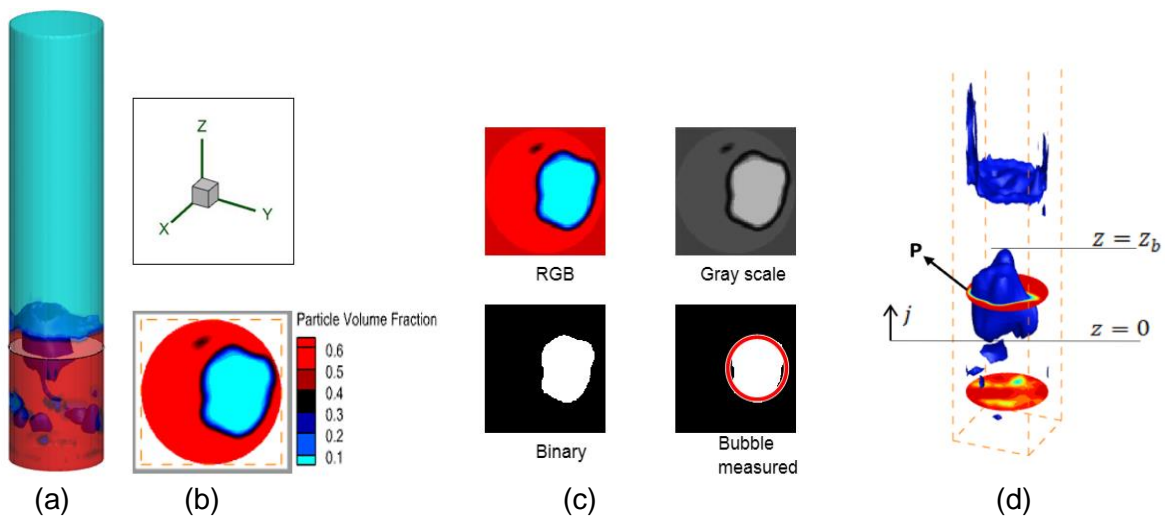 Z
X
Y
Particle Volume Fraction
0.6
0.5
0.4
0.3
0.2
0.1
RGB
Gray scale
Binary
Bubble
measured
P
z = z_b
j
z = 0
(a)
(b)
(c)
(d)